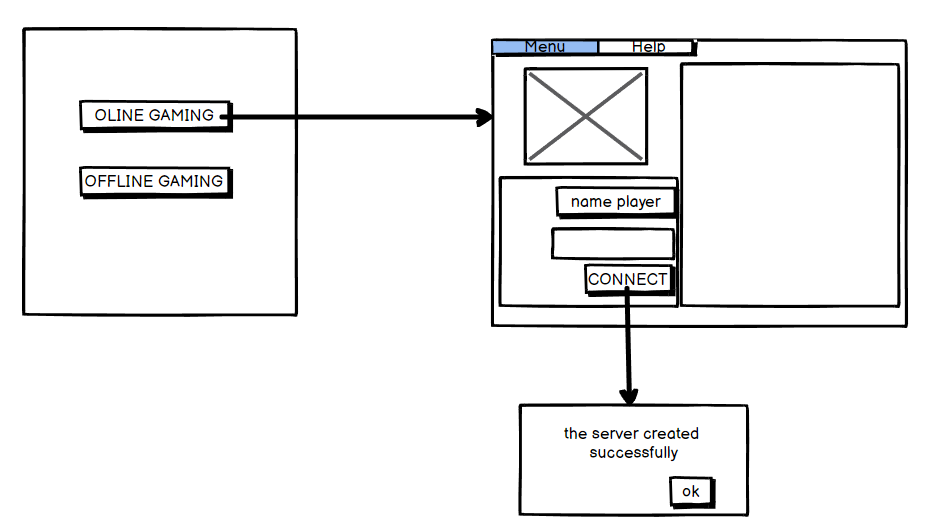 OLINE GAMING
OFFLINE GAMING
Menu Help
name player
CONNECT
the server created
successfully
ok